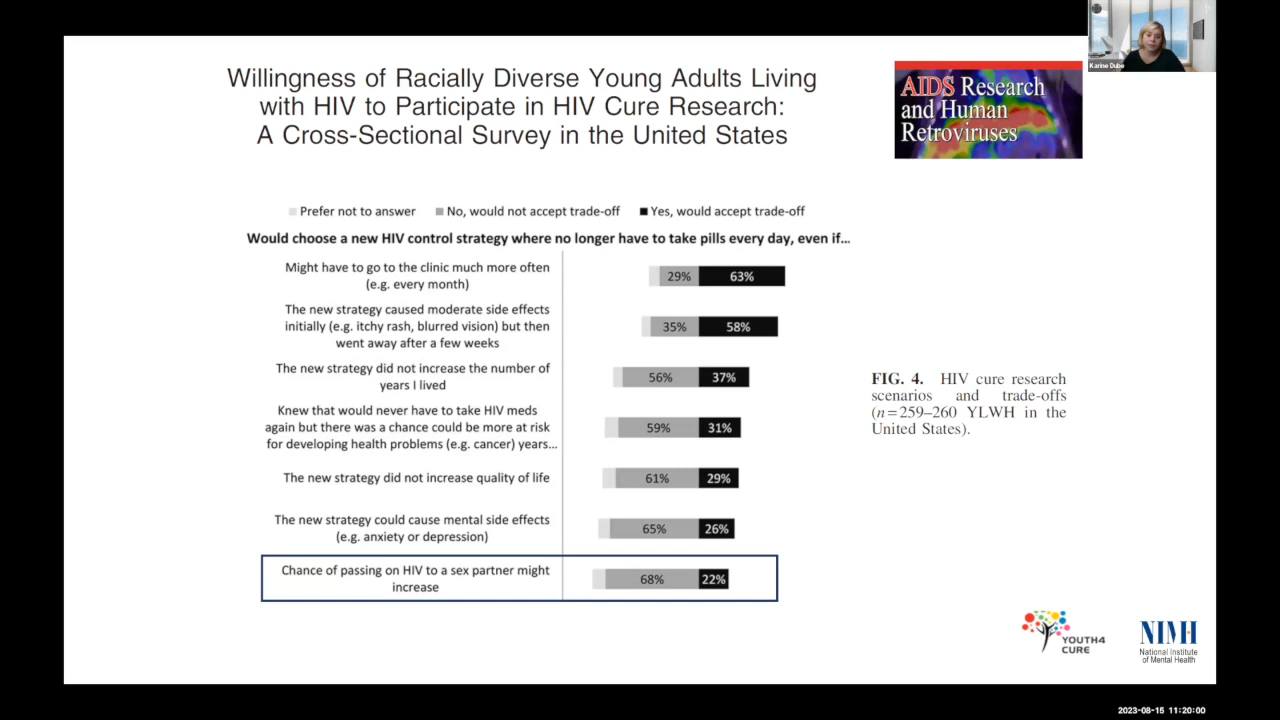 Karine Dube
Willingness of Racially Diverse Young Adults Living
with HIV to Participate in HIV Cure Research:
A Cross-Sectional Survey in the United States
AIDS Research
and Human
Retroviruses
Prefer not to answer
No, would not accept trade-off
Yes, would accept trade-off
Would choose a new HIV control strategy where no longer have to take pills every day, even if...
Might have to go to the clinic much more often
(e.g. every month)
29%
63%
The new strategy caused moderate side effects
initially (e.g. itchy rash, blurred vision) but then
went away after a few weeks
35%
58%
The new strategy did not increase the number of
years I lived
56%
37%
Knew that would never have to take HIV meds
again but there was a chance could be more at risk
for developing health problems (e.g. cancer) years...
59%
31%
The new strategy did not increase quality of life
61%
29%
The new strategy could cause mental side effects
(e.g. anxiety or depression)
65%
26%
Chance of passing on HIV to a sex partner might
increase
68%
22%
FIG. 4. HIV cure research
scenarios and trade-offs
(n=259–260 YLWH in the
United States).
YOUTH4
CURE
NIMH
National Institute
of Mental Health
2023-08-15 11:20:00